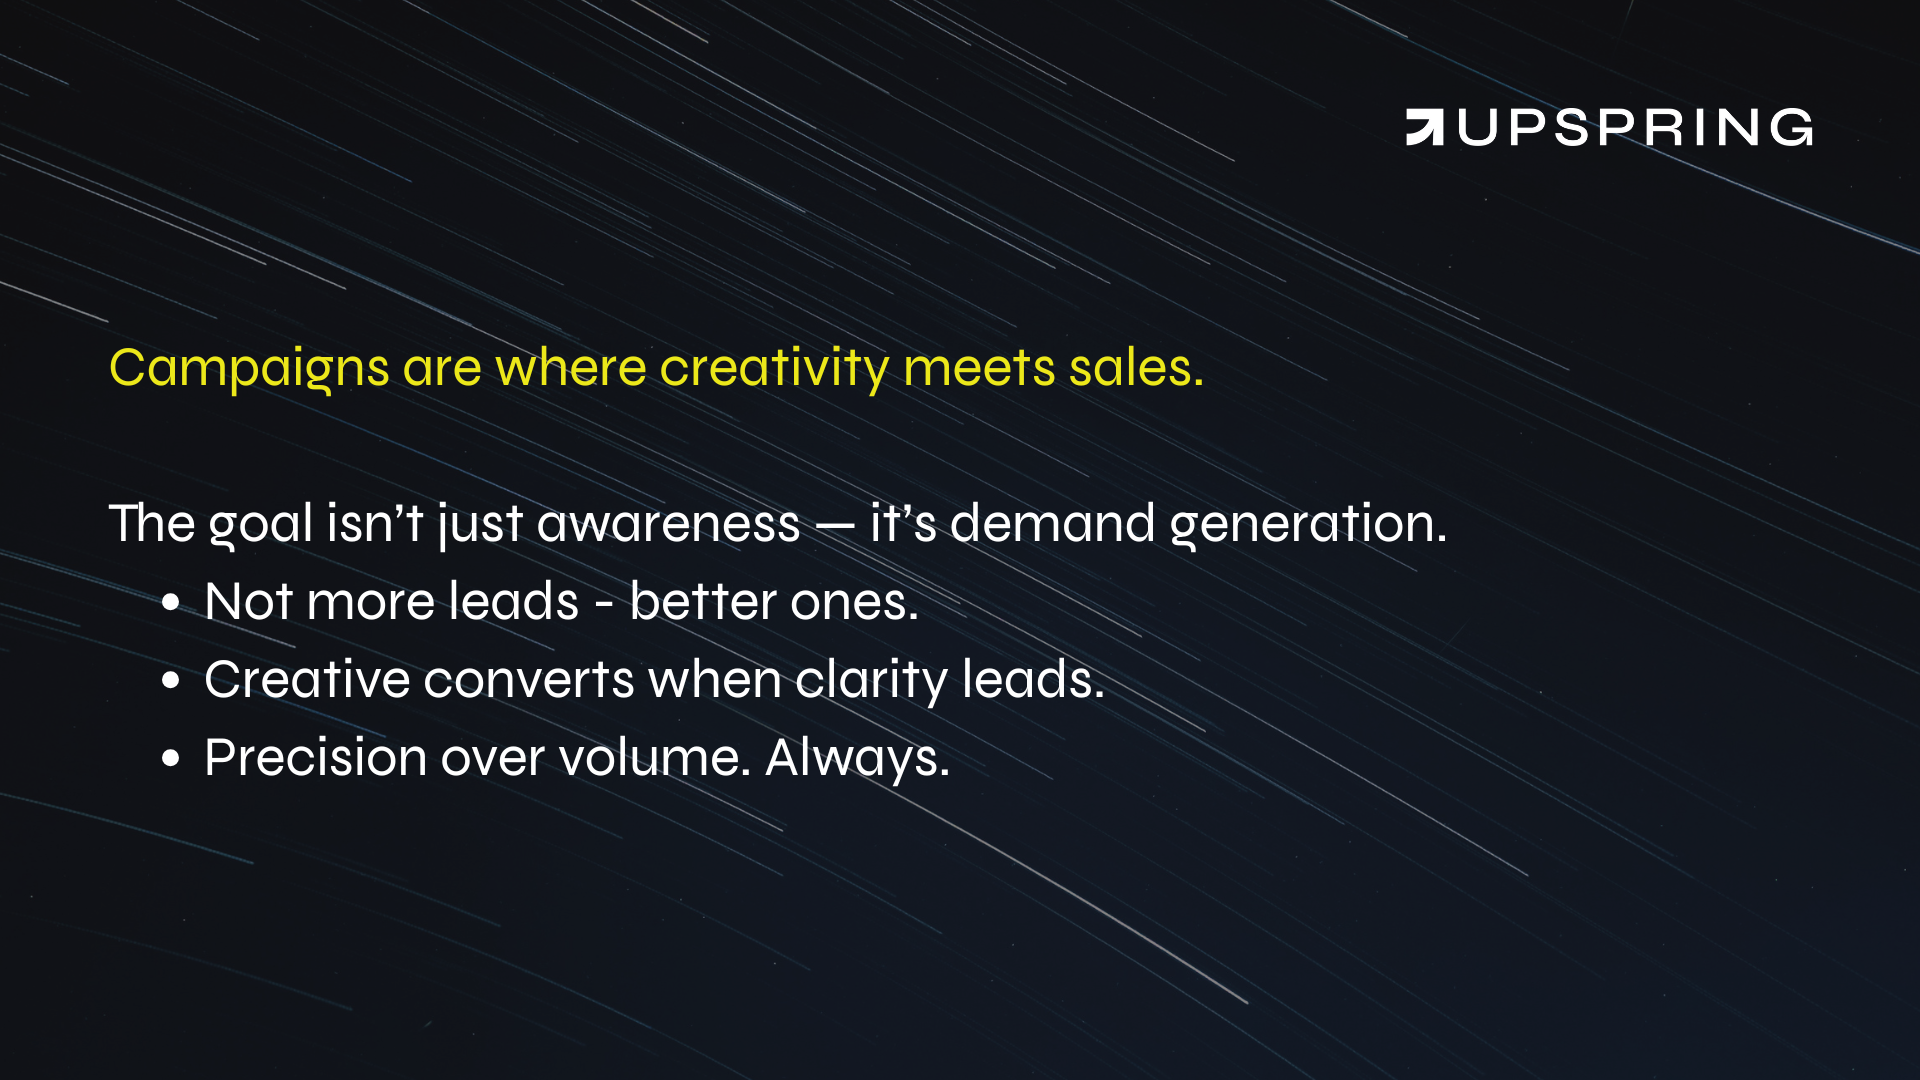 UPSPRING
Campaigns are where creativity meets sales.
The goal isn’t just awareness — it’s demand generation.
• Not more leads - better ones.
• Creative converts when clarity leads.
• Precision over volume. Always.